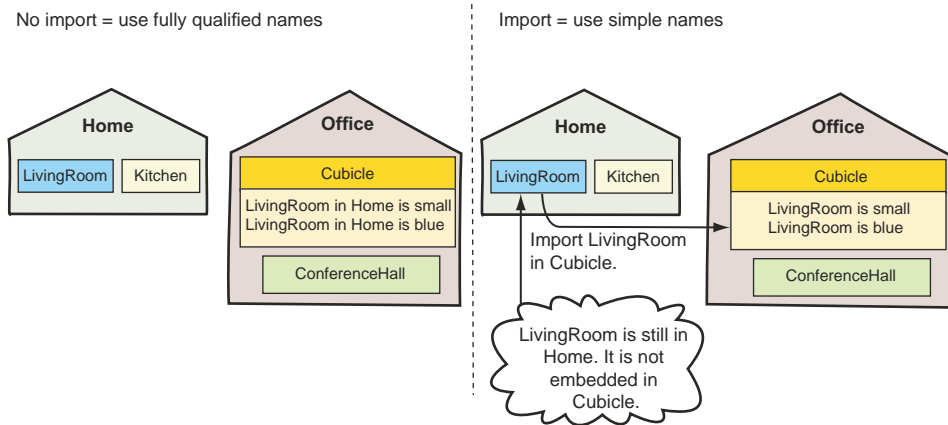 No import = use fully qualified names
Home
LivingRoom
Kitchen
Office
Cubicle
LivingRoom in Home is small
LivingRoom in Home is blue
ConferenceHall
Import = use simple names
Home
LivingRoom
Kitchen
Import LivingRoom
in Cubicle.
Office
Cubicle
LivingRoom is small
LivingRoom is blue
ConferenceHall
LivingRoom is still in
Home. It is not
embedded in
Cubicle.